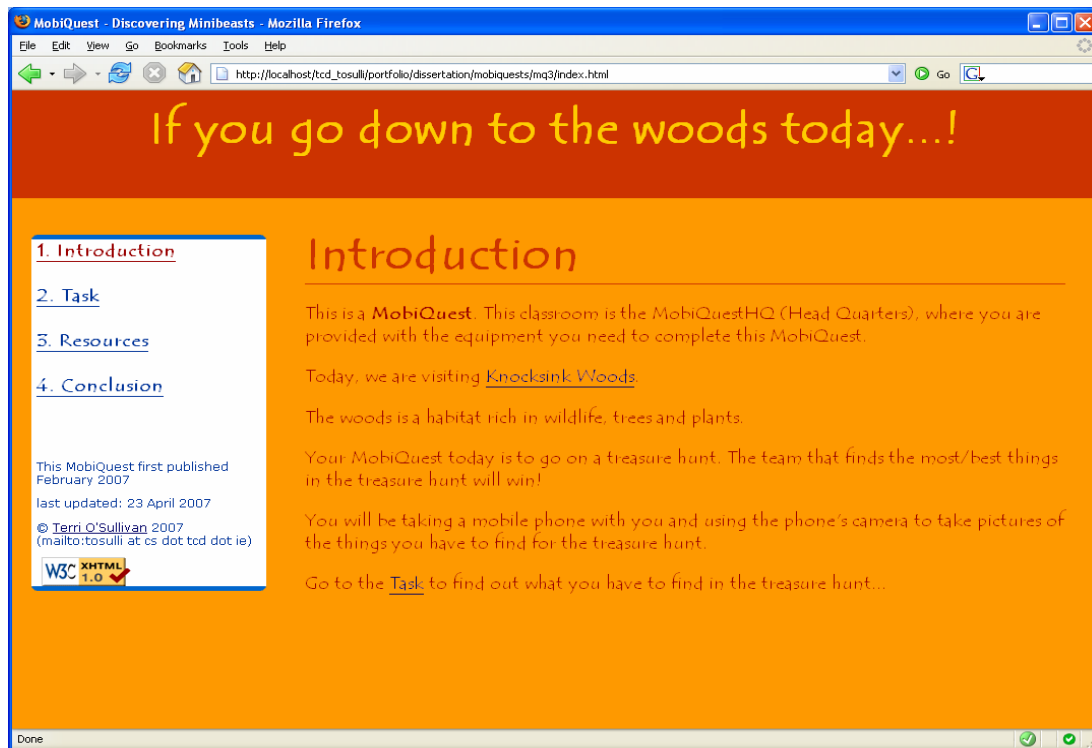 MobiQuest - Discovering Minibeasts - Mozilla Firefox
File Edit View Go Bookmarks Tools Help
http://localhost/tcd_tosulli/portfolio/dissertation/mobiquests/mq3/index.html Go G
If you go down to the woods today...!
1. Introduction
2. Task
3. Resources
4. Conclusion
This MobiQuest first published
February 2007
last updated: 23 April 2007
© Terri O'Sullivan 2007
(mailto:tosulli at cs dot tcd dot ie)
W3C XHTML
1.0
Introduction
This is a MobiQuest. This classroom is the MobiQuestHQ (Head Quarters), where you are
provided with the equipment you need to complete this MobiQuest.
Today, we are visiting Knocksink Woods.
The woods is a habitat rich in wildlife, trees and plants.
Your MobiQuest today is to go on a treasure hunt. The team that finds the most/best things
in the treasure hunt will win!
You will be taking a mobile phone with you and using the phone's camera to take pictures of
the things you have to find for the treasure hunt.
Go to the Task to find out what you have to find in the treasure hunt...
Done